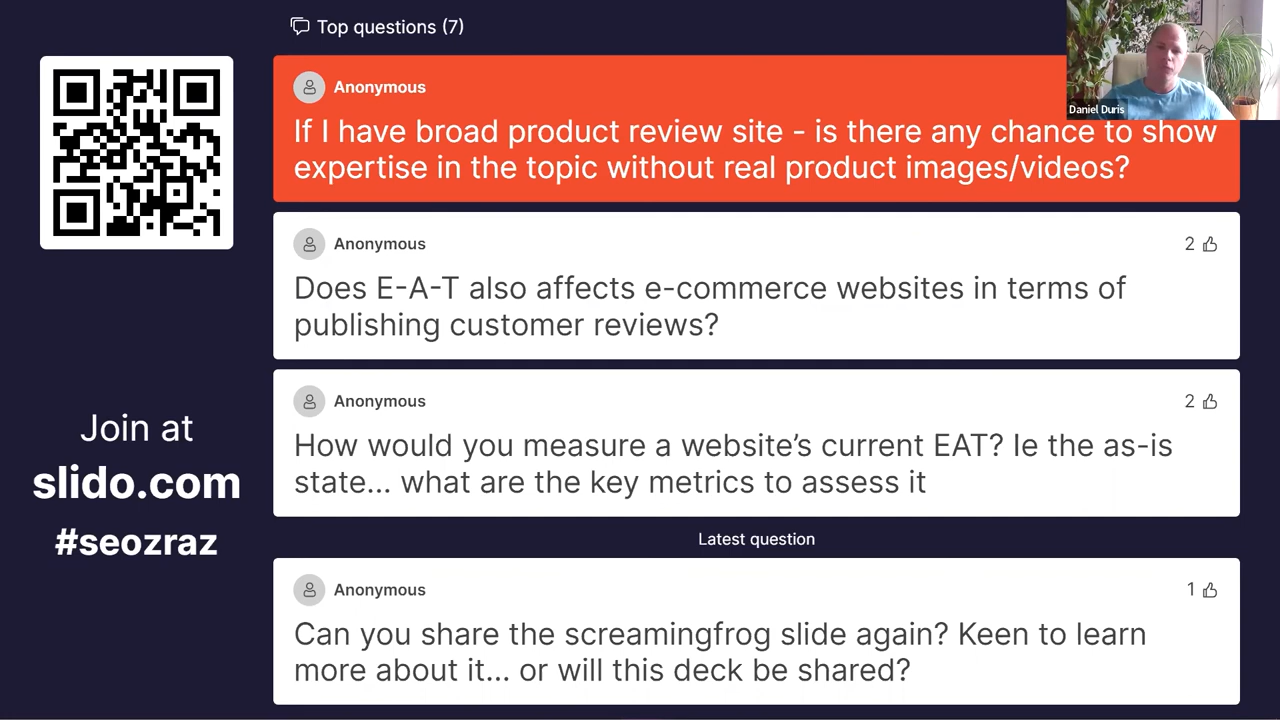 Top questions (7)
Daniel Duris
Anonymous
If I have broad product review site - is there any chance to show
expertise in the topic without real product images/videos?
Anonymous
2
Does E-A-T also affects e-commerce websites in terms of
publishing customer reviews?
Anonymous
2
How would you measure a website’s current EAT? Ie the as-is
state... what are the key metrics to assess it
Latest question
Anonymous
1
Can you share the screamingfrog slide again? Keen to learn
more about it... or will this deck be shared?
Join at
slido.com
#seozraz